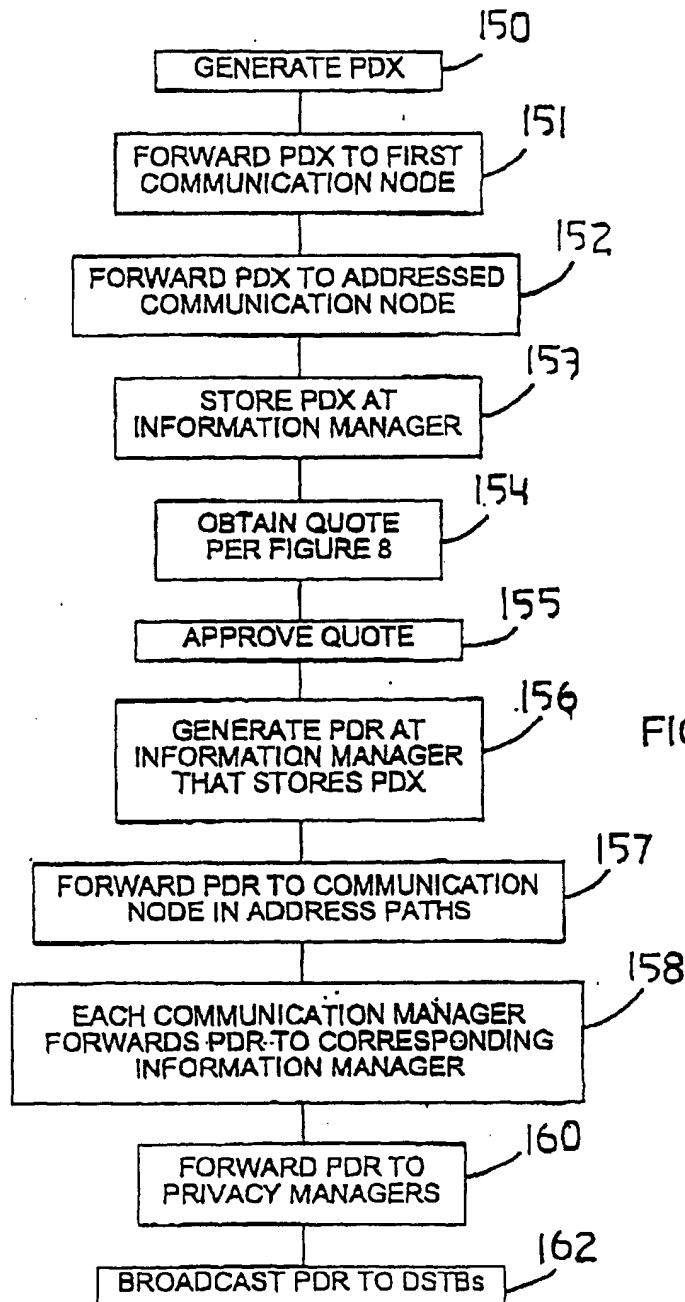 150
GENERATE PDX
151
FORWARD PDX TO FIRST
COMMUNICATION NODE
152
FORWARD PDX TO ADDRESSED
COMMUNICATION NODE
153
STORE PDX AT
INFORMATION MANAGER
154
OBTAIN QUOTE
PER FIGURE 8
155
APPROVE QUOTE
156
GENERATE PDR AT
INFORMATION MANAGER
THAT STORES PDX
157
FORWARD PDR TO COMMUNICATION
NODE IN ADDRESS PATHS
158
EACH COMMUNICATION MANAGER
FORWARDS PDR TO CORRESPONDING
INFORMATION MANAGER
160
FORWARD PDR TO
PRIVACY MANAGERS
162
BROADCAST PDR TO DSTBs